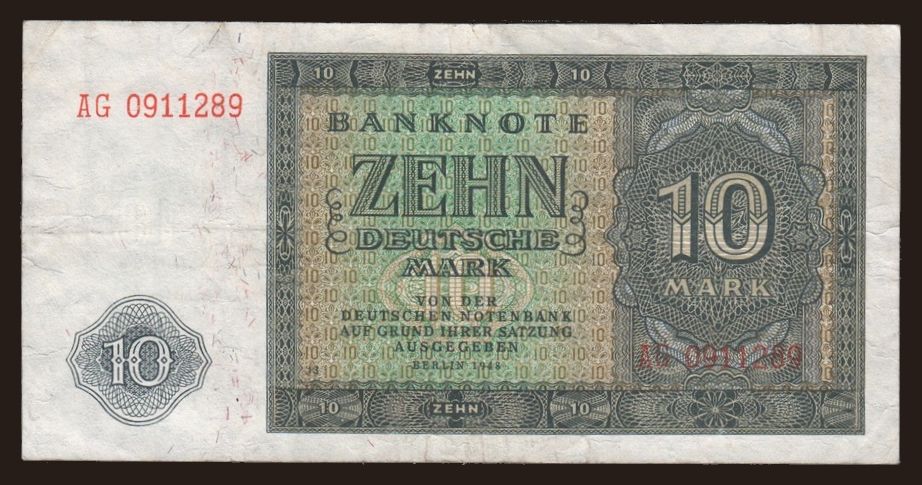 10 ZEHN 10
AG 0911289
BANKNOTE
ZEHN
DEUTSCHE
MARK
10
MARK
10
VON DER
DEUTSCHEN NOTENBANK
AUF GRUND IHRER SATZUNG
AUSGEGEBEN
BERLIN 1948
10
AG 0911289
10 ZEHN 10